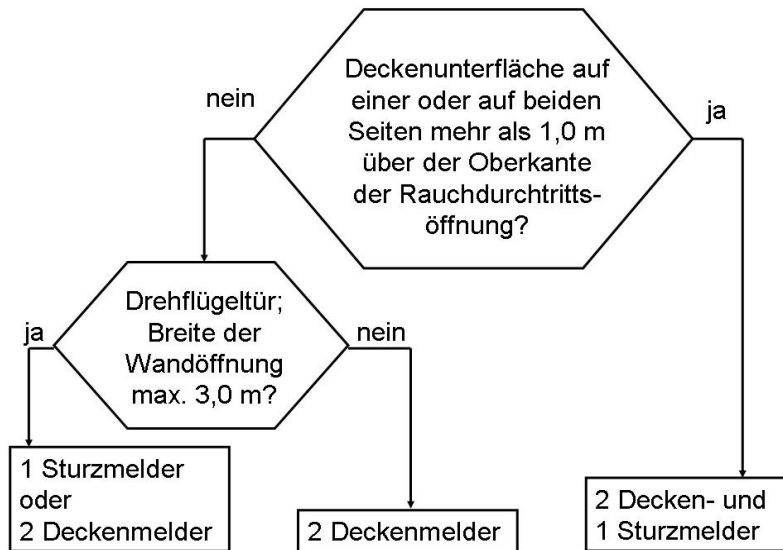 Deckenunterfläche auf
einer oder auf beiden
Seiten mehr als 1,0 m
über der Oberkante
der Rauchdurchtritts-
öffnung?
nein
ja
Drehflügeltür;
Breite der
Wandöffnung
max. 3,0 m?
ja
nein
1 Sturzmelder
oder
2 Deckenmelder
2 Deckenmelder
2 Decken- und
1 Sturzmelder